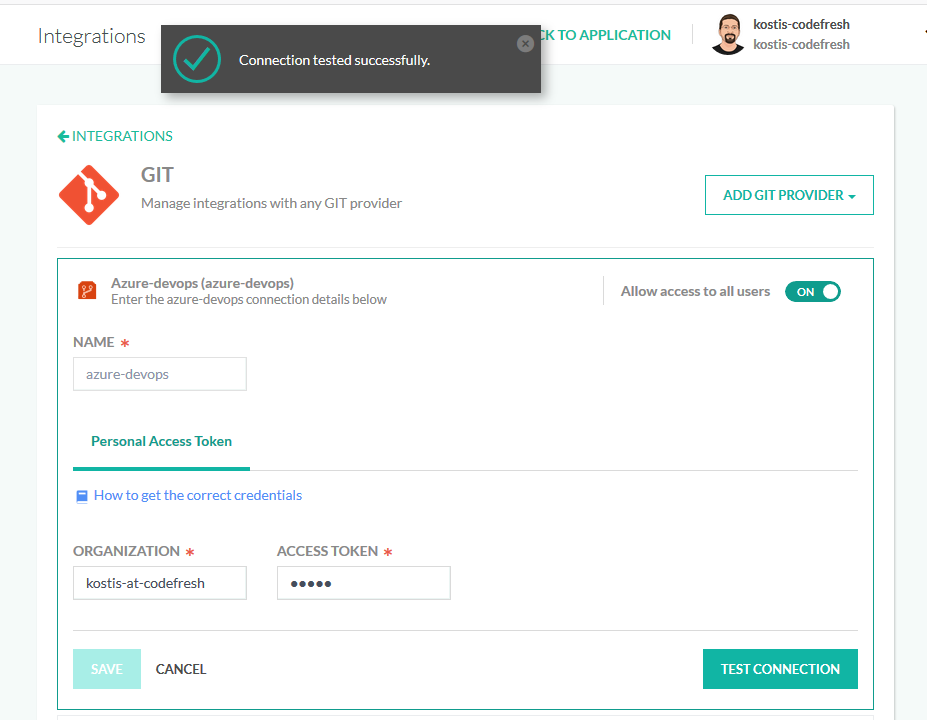 Integrations
Connection tested successfully.
CK TO APPLICATION
kostis-codefresh
kostis-codefresh
INTEGRATIONS
GIT
Manage integrations with any GIT provider
ADD GIT PROVIDER
Azure-devops (azure-devops)
Enter the azure-devops connection details below
Allow access to all users
ON
NAME *
azure-devops
Personal Access Token
How to get the correct credentials
ORGANIZATION *
ACCESS TOKEN *
kostis-at-codefresh
•••••
SAVE
CANCEL
TEST CONNECTION